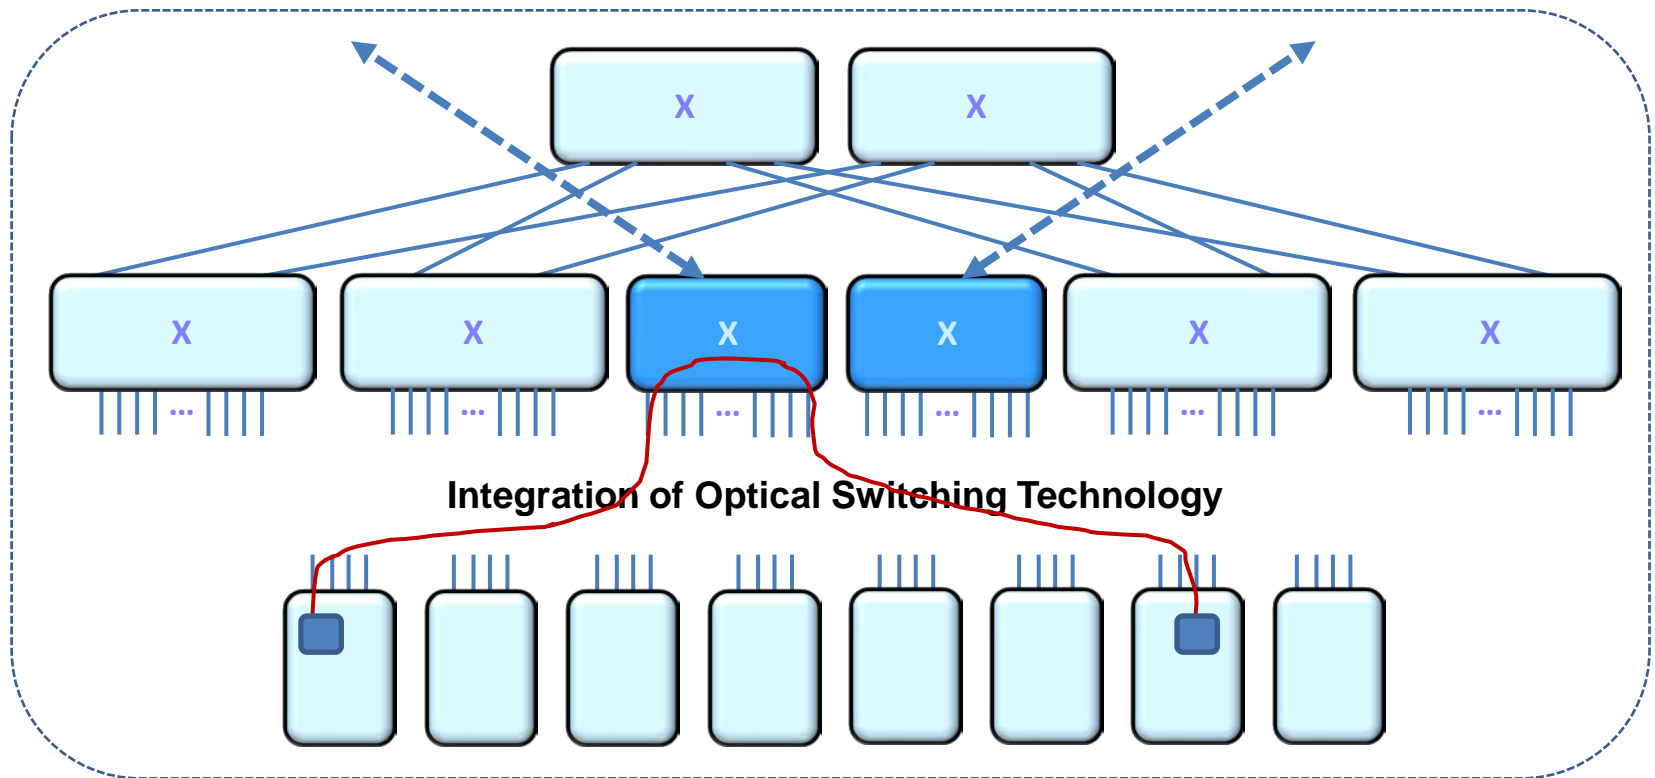 X X
X X X X X X
... ... ... ... ... ...
Integration of Optical Switching Technology